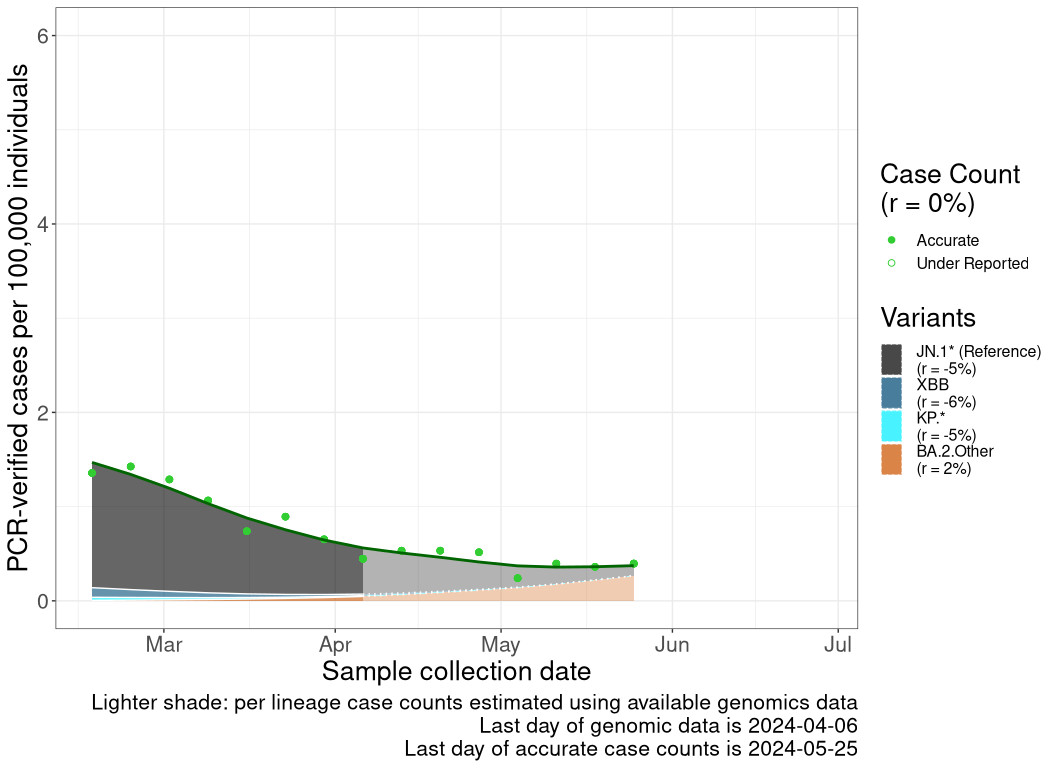 PCR-verified cases per 100,000 individuals
6
4
2
0
Mar
Apr
May
Jun
Jul
Sample collection date
Lighter shade: per lineage case counts estimated using available genomics data
Last day of genomic data is 2024-04-06
Last day of accurate case counts is 2024-05-25
Case Count
(r = 0%)
Accurate
Under Reported
Variants
JN.1* (Reference)
(r = -5%)
XBB
(r = -6%)
KP.*
(r = -5%)
BA.2.Other
(r = 2%)